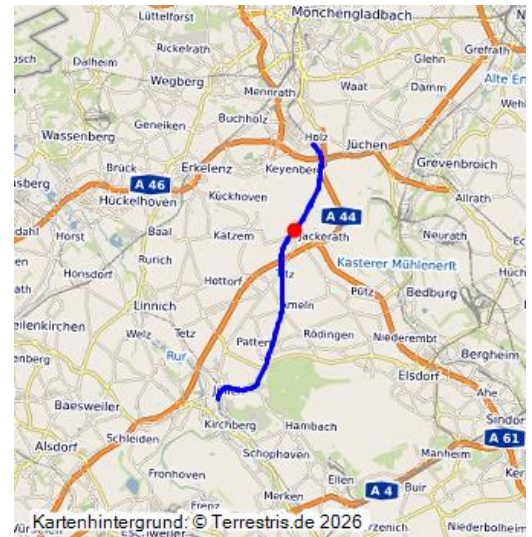 Mönchengladbach
Lüttelforst
Rickelrath
Dalheim
Glehn
Grefrath
Wegberg
Waat
Damm
Alte En
Mennrath
Buchholz
Geneiken
Wassenberg
Holz
Jüchen
Keyenberg
Grevenbroich
Brück
Erkelenz
A 46
Hückelhoven
Kückhoven
Allrath
A 44
Horst
Baal
Katzem
Jackerath
Neurath
Rurich
Kasterer Mühlenerft
Hottorf
Titz
Bedburg
Pütz
Linnich
Ameln
Welz
Tetz
Rödingen
Niederembt
Pattern
Bergheim
Rur
Elsdorf
Ahe
Baesweiler
Kirchberg
Hambach
Sindorf
A 61
Schleiden
Alsdorf
Schophoven
Manheim
Fronhoven
Ellen
Buir
A 4
Merken
Kartenhintergrund: © Terrestris.de 2026
Niederbolheim